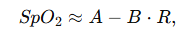 SpO₂ ≈ A − B · R,